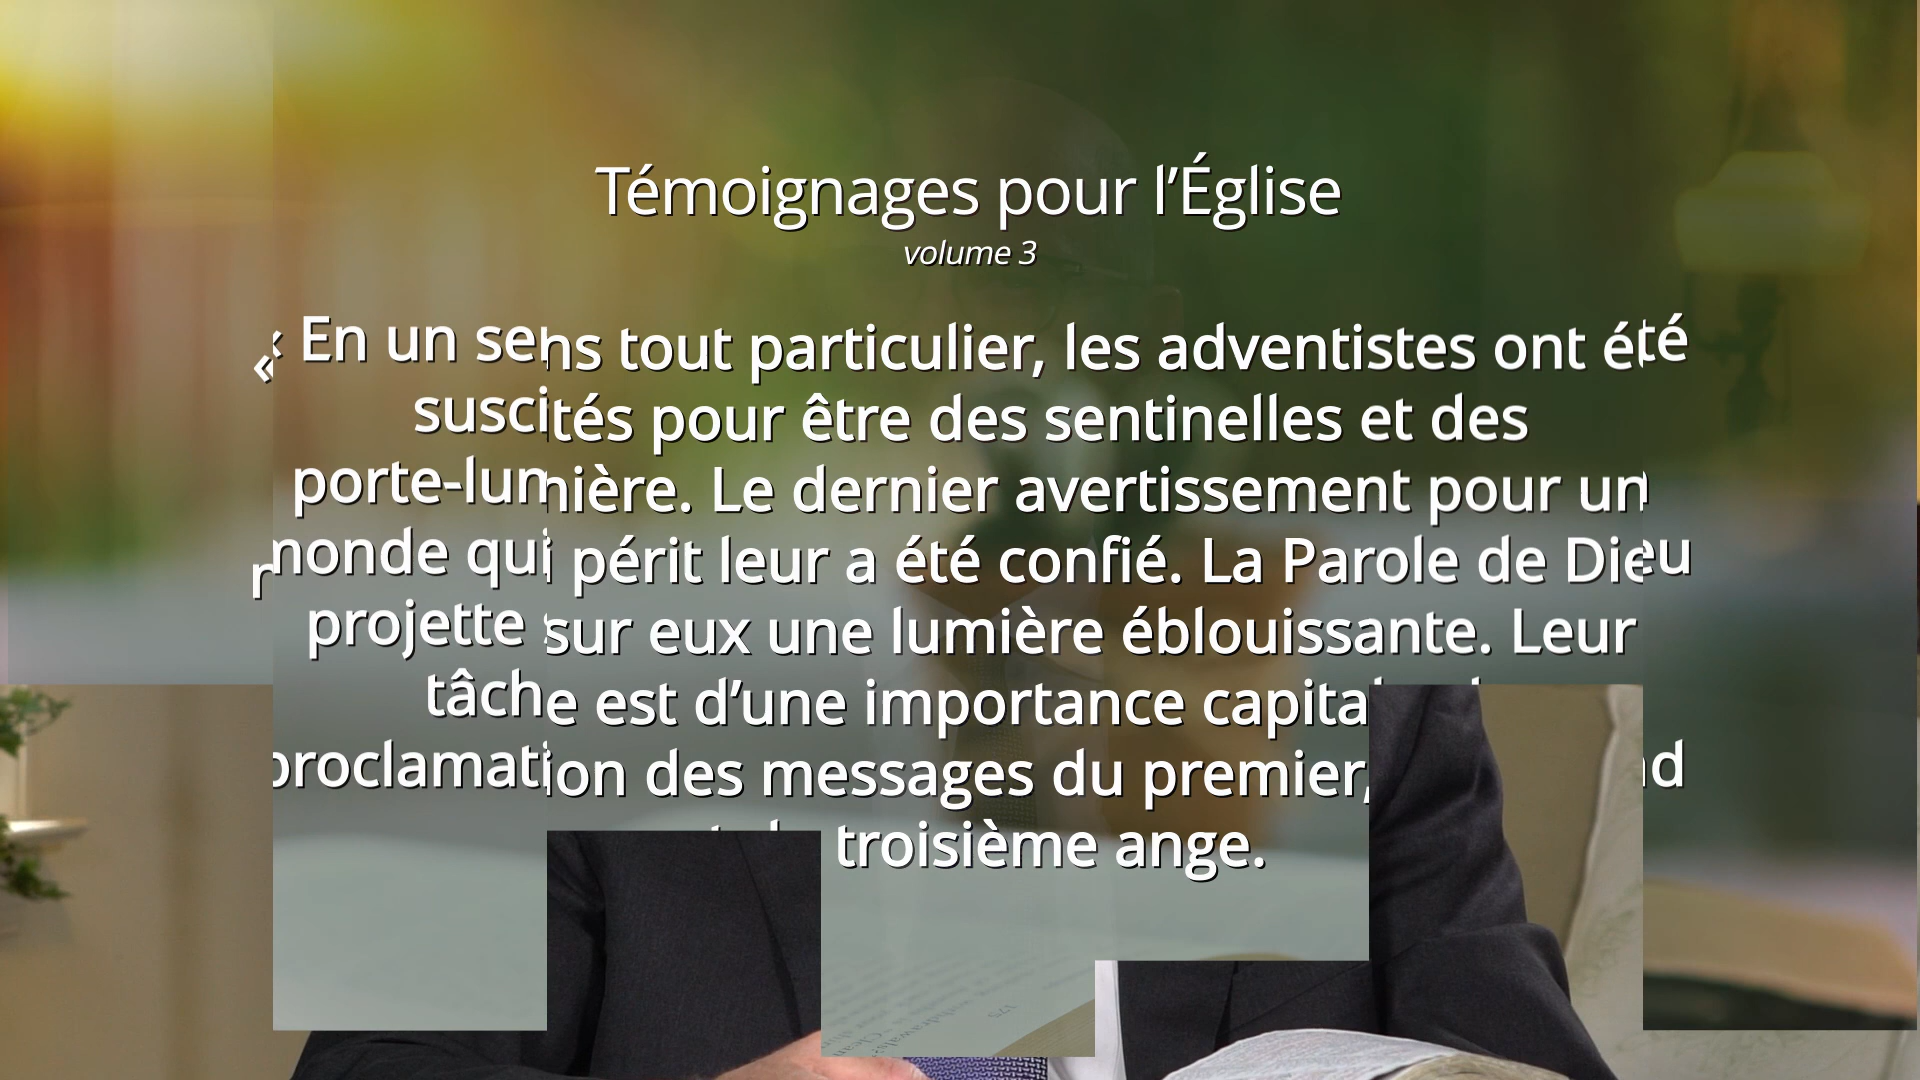 Témoignages pour l’Église
volume 3
« En un sens tout particulier, les adventistes ont été
suscités pour être des sentinelles et des
porte-lumière. Le dernier avertissement pour un
monde qui périt leur a été confié. La Parole de Dieu
projette sur eux une lumière éblouissante. Leur
tâche est d’une importance capitale
proclamation des messages du premier,
troisième ange.